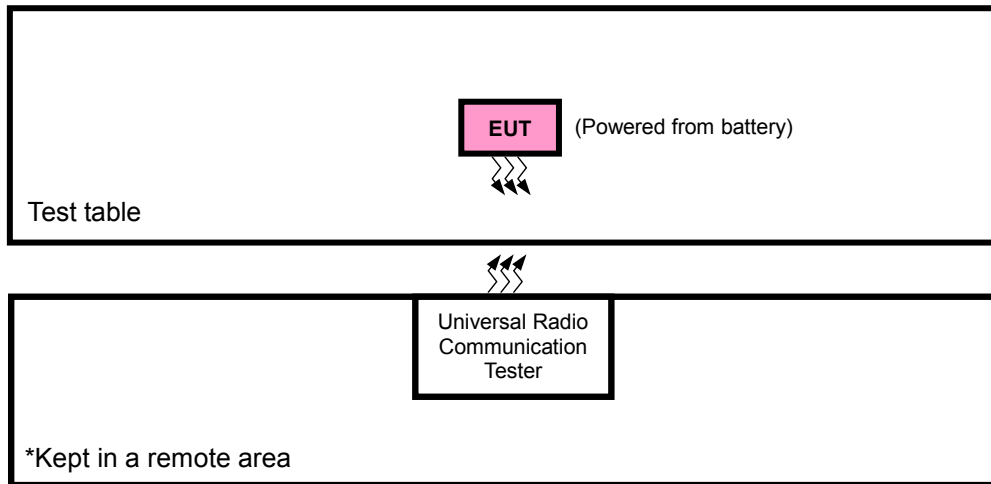 EUT (Powered from battery)
Test table
Universal Radio
Communication
Tester
*Kept in a remote area